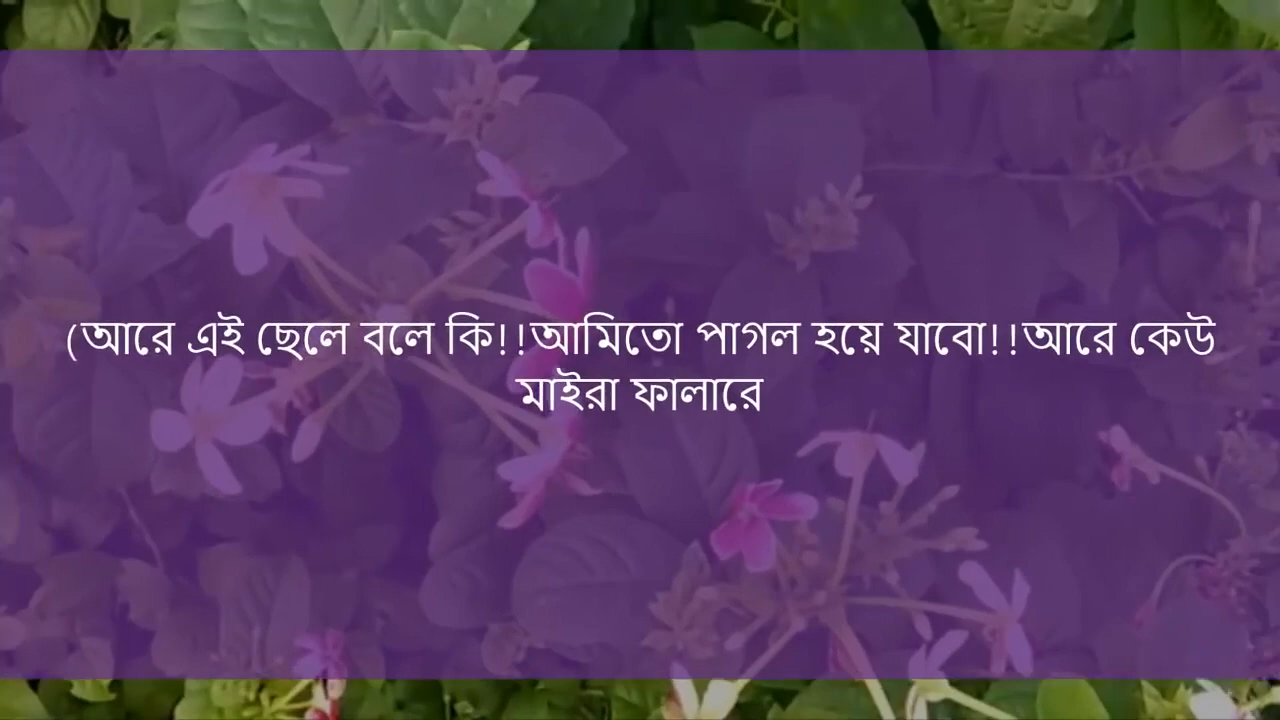 (আরে এই ছেলে বলে কি!!আমিতো পাগল হয়ে যাবো!!আরে কেউ
মাইরা ফালারে